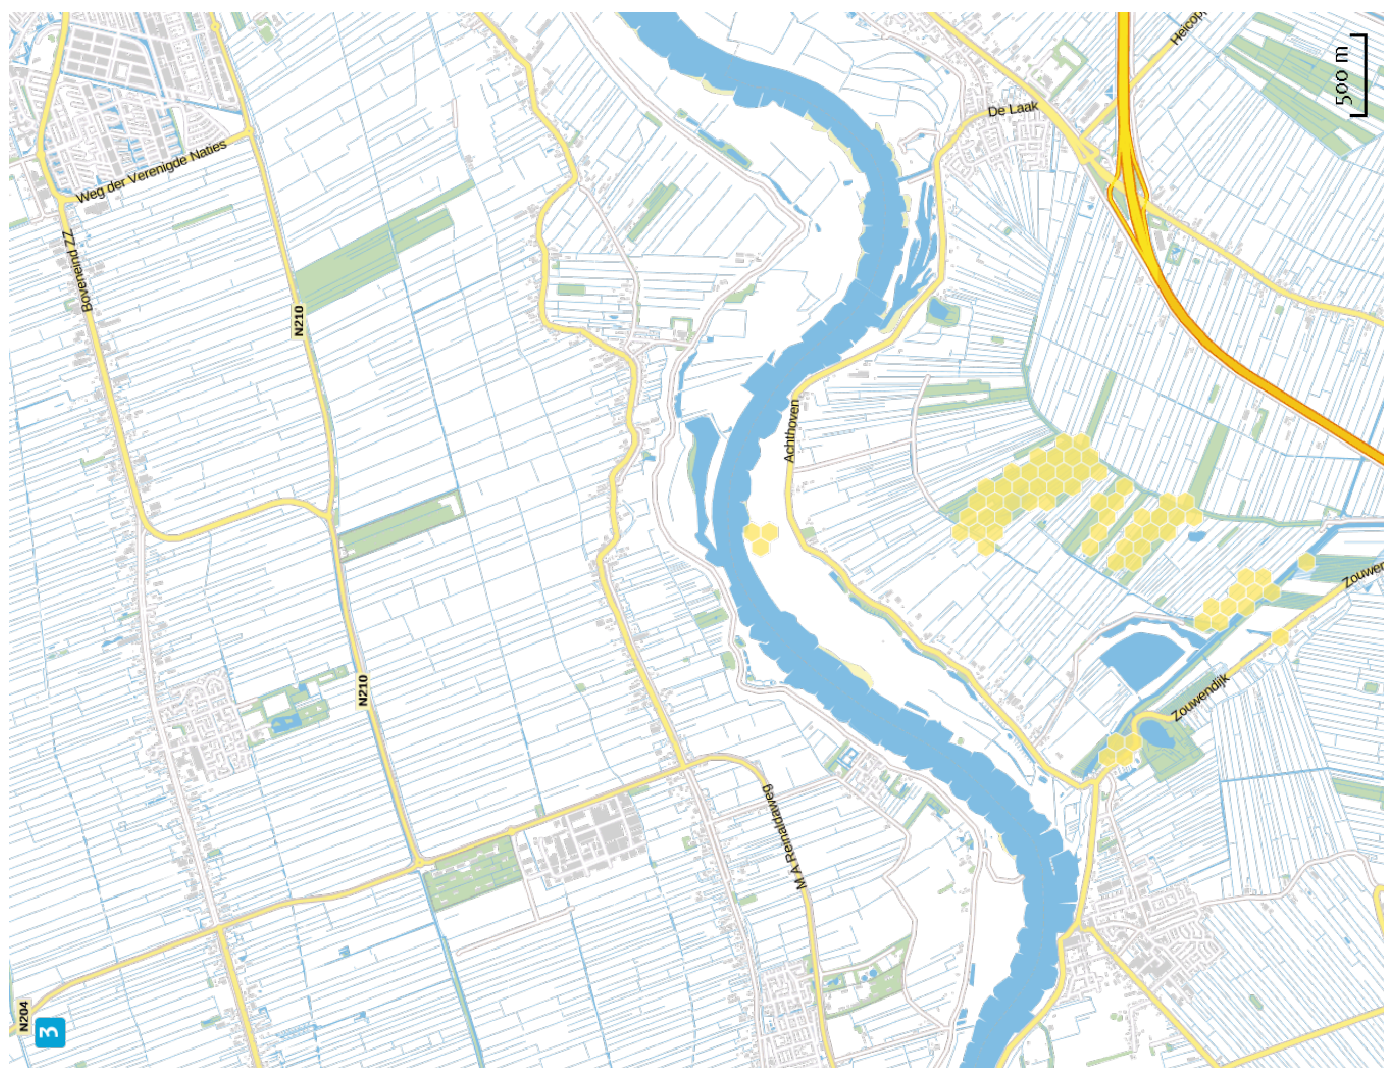 Heicop
500 m
De Laak
Weg der Verenigde Naties
Boveneind ZZ
N210
Achthoven
Zouwen
N210
Zouwendijk
M A Reinaldaweg
N204
3